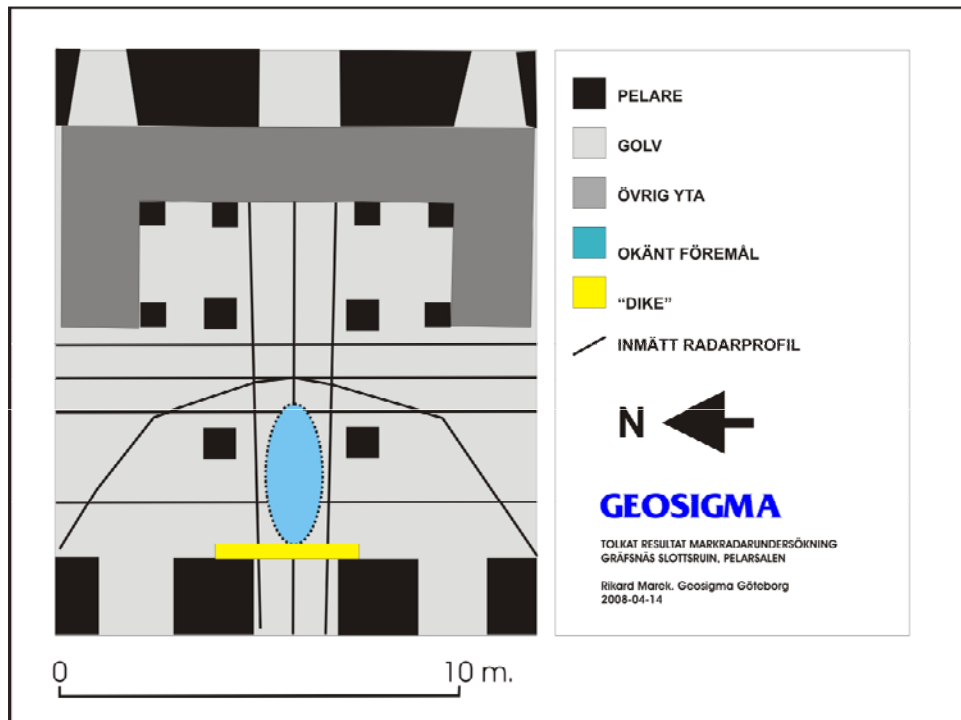 PELARE
GOLV
ÖVRIG YTA
OKÄNT FÖREMÅL
“DIKE”
INMÄTT RADARPROFIL
N
GEOSIGMA
TOLKAT RESULTAT MARKRADARUNDERSÖKNING
GRÄFSNÄS SLOTTSRUIN, PELARSALEN
Rikard Marek. Geosigma Göteborg
2008-04-14
0 10 m.